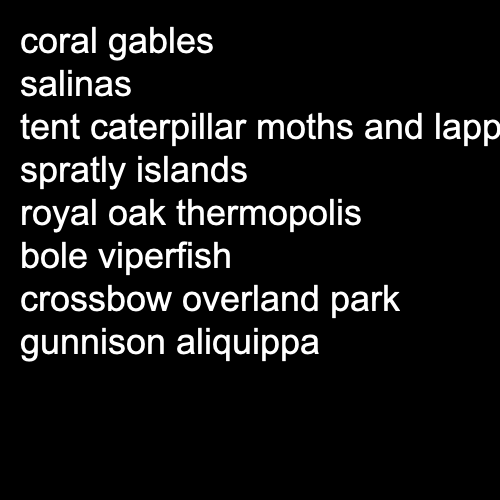 coral gables
salinas
tent caterpillar moths and lapp
spratly islands
royal oak thermopolis
bole viperfish
crossbow overland park
gunnison aliquippa